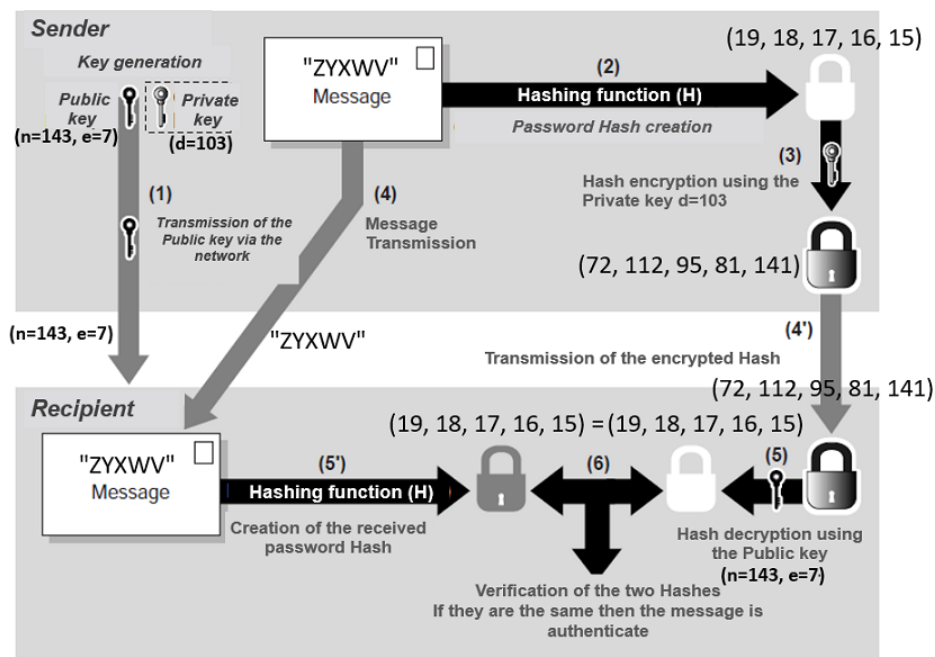 Sender
(19, 18, 17, 16, 15)
Key generation
"ZYXWV"
Message
(2)
Hashing function (H)
Password Hash creation
Public
key
Private
key
(n=143, e=7)
(d=103)
(3)
Hash encryption using the
Private key d=103
(1)
Transmission of the
Public key via the
network
(4)
Message
Transmission
(72, 112, 95, 81, 141)
(n=143, e=7)
"ZYXWV"
(4')
Transmission of the encrypted Hash
(72, 112, 95, 81, 141)
Recipient
(19, 18, 17, 16, 15) = (19, 18, 17, 16, 15)
"ZYXWV"
Message
(5')
Hashing function (H)
Creation of the received
password Hash
(6)
(5)
Hash decryption using
the Public key
(n=143, e=7)
Verification of the two Hashes
If they are the same then the message is
authenticate